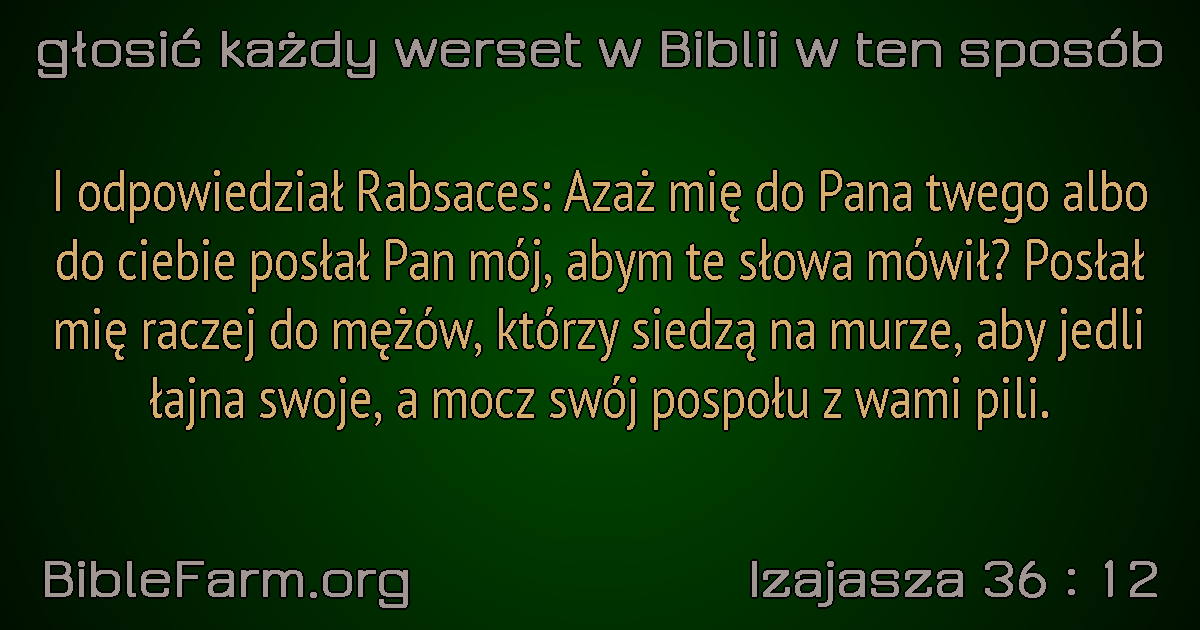 głosić każdy werset w Biblii w ten sposób
I odpowiedział Rabsaces: Azaż mię do Pana twego albo
do ciebie posłał Pan mój, abym te słowa mówił? Posłał
mię raczej do mężów, którzy siedzą na murze, aby jedli
łajna swoje, a mocz swój pospołu z wami pili.
BibleFarm.org
Izajasza 36 : 12